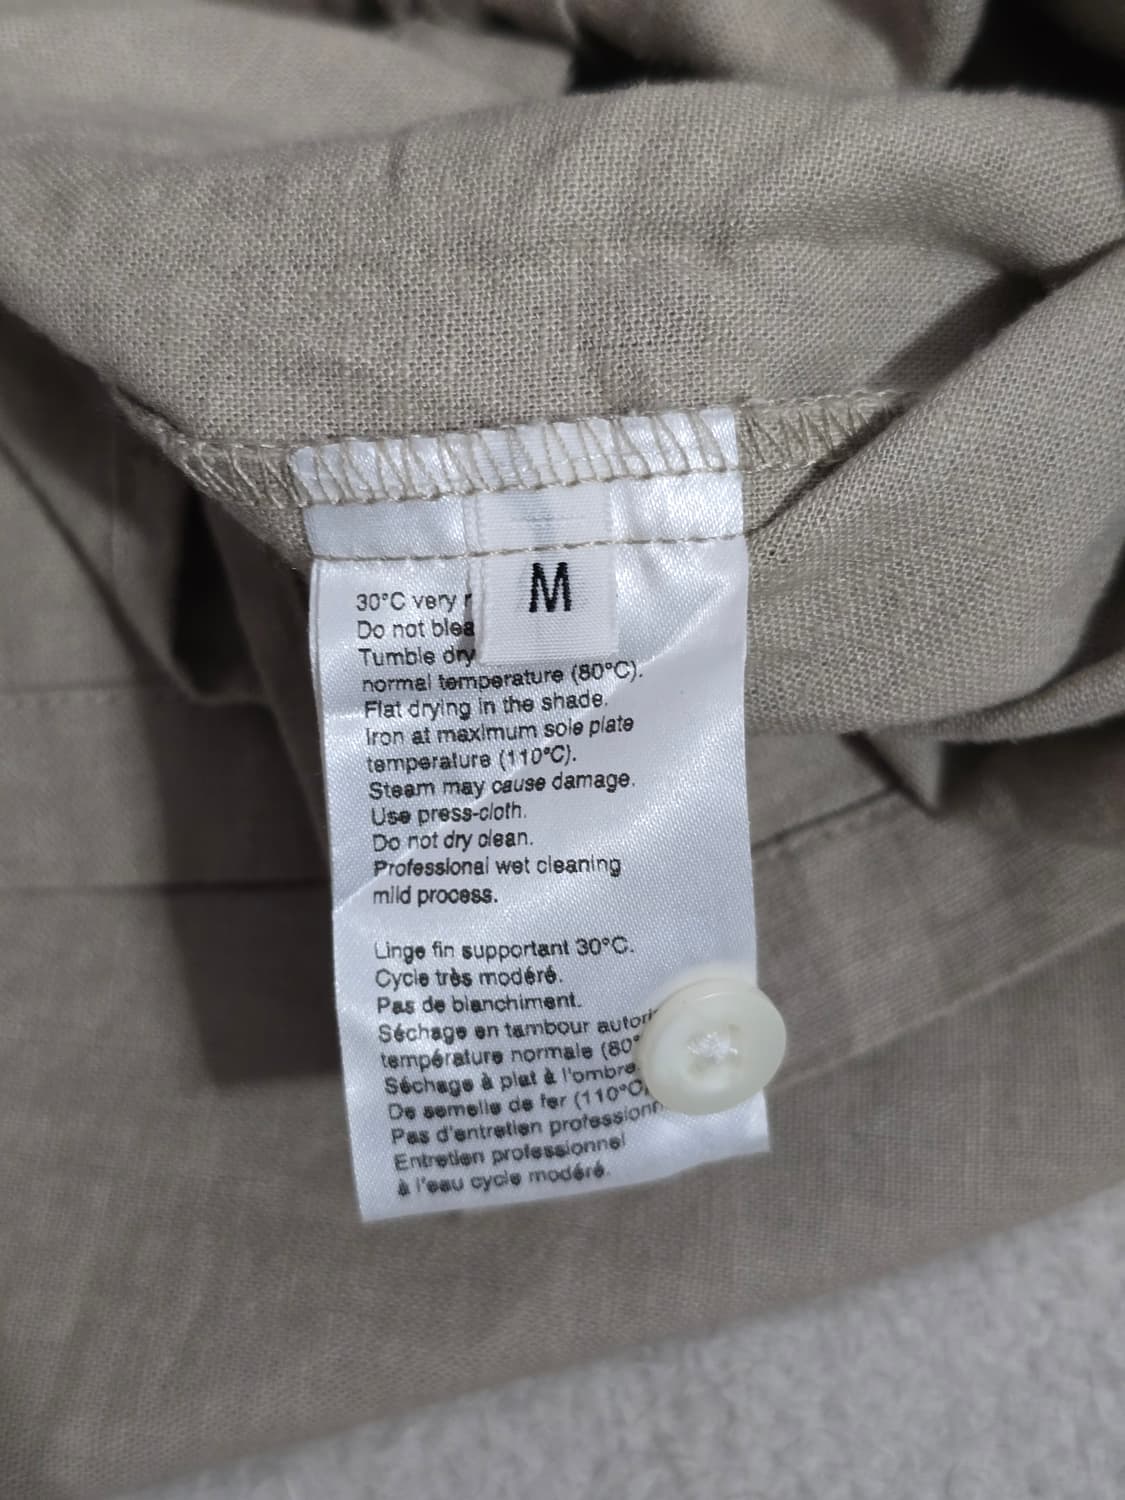 M
30°C very
Do not blea
Tumble dry
normal temperature (80°C).
Flat drying in the shade.
Iron at maximum sole plate
temperature (110°C).
Steam may cause damage.
Use press-cloth.
Do not dry clean.
Professional wet cleaning
mild process.
Linge fin supportant 30°C.
Cycle très modéré.
Pas de blanchiment.
Séchage en tambour autori
température normale (80°
Séchage à plat à l'ombre.
De semelle de fer (110°C)
Pas d'entretien professionn
Entretien professionnel
à l'eau cycle modéré.